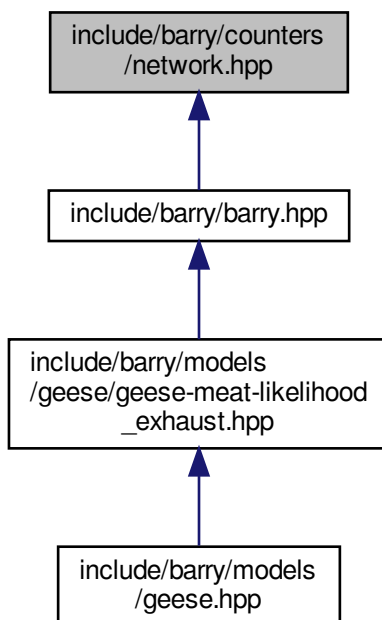 include/barry/counters
/network.hpp
include/barry/barry.hpp
include/barry/models
/geese/geese-meat-likelihood
_exhaust.hpp
include/barry/models
/geese.hpp